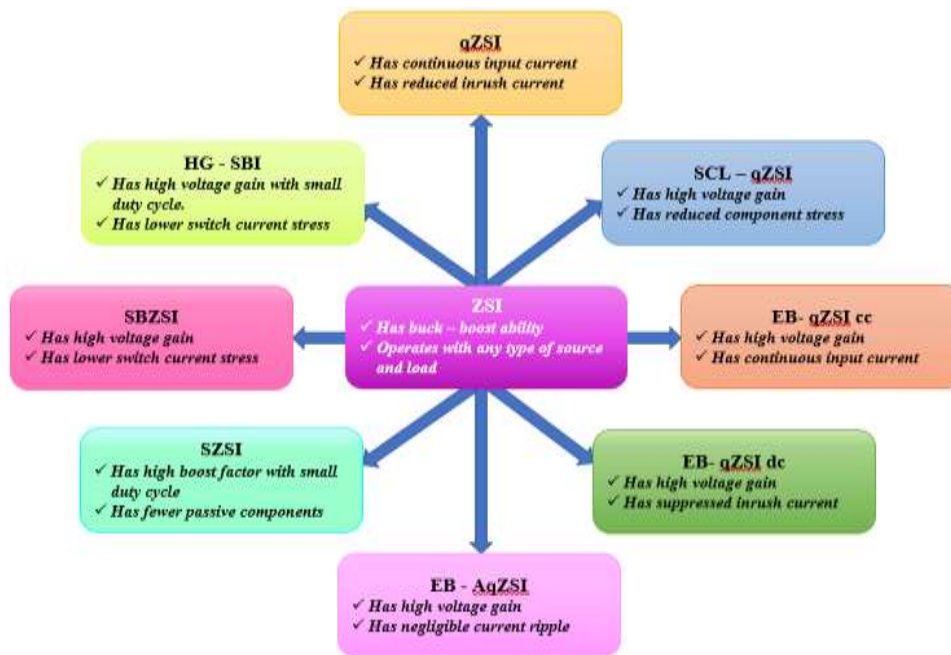 qZSI
✓ Has continuous input current
✓ Has reduced inrush current
HG - SBI
✓ Has high voltage gain with small
duty cycle.
✓ Has lower switch current stress
SCL – qZSI
✓ Has high voltage gain
✓ Has reduced component stress
SBZSI
✓ Has high voltage gain
✓ Has lower switch current stress
ZSI
✓ Has buck – boost ability
✓ Operates with any type of source
and load
EB- qZSI cc
✓ Has high voltage gain
✓ Has continuous input current
SZSI
✓ Has high boost factor with small
duty cycle
✓ Has fewer passive components
EB- qZSI dc
✓ Has high voltage gain
✓ Has suppressed inrush current
EB - AqZSI
✓ Has high voltage gain
✓ Has negligible current ripple